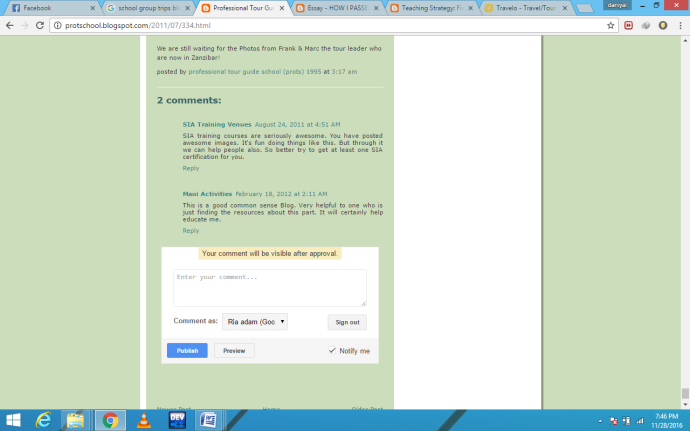 Facebook
school group trips bl
Professional Tour Gui
Essay - HOW I PASSE
Teaching Strategy: Fi
Travelo - Travel/Tour
daniyal
protschool.blogspot.com/2011/07/334.html
We are still waiting for the Photos from Frank & Marc the tour leader who
are now in Zanzibar!
posted by professional tour guide school (prots) 1995 at 3:17 am
2 comments:
SIA Training Venues August 24, 2011 at 4:51 AM
SIA training courses are seriously awesome. You have posted
awesome images. It's fun doing things like this. But through it
we can help people also. So better try to get at least one SIA
certification for you.
Reply
Maui Activities February 18, 2012 at 2:11 AM
This is a good common sense Blog. Very helpful to one who is
just finding the resources about this part. It will certainly help
educate me.
Reply
Your comment will be visible after approval.
Enter your comment...
Comment as: Ria adam (Goo Sign out
Publish Preview Notify me
Newer Post Home Older Post
DEV
7:46 PM
11/28/2016